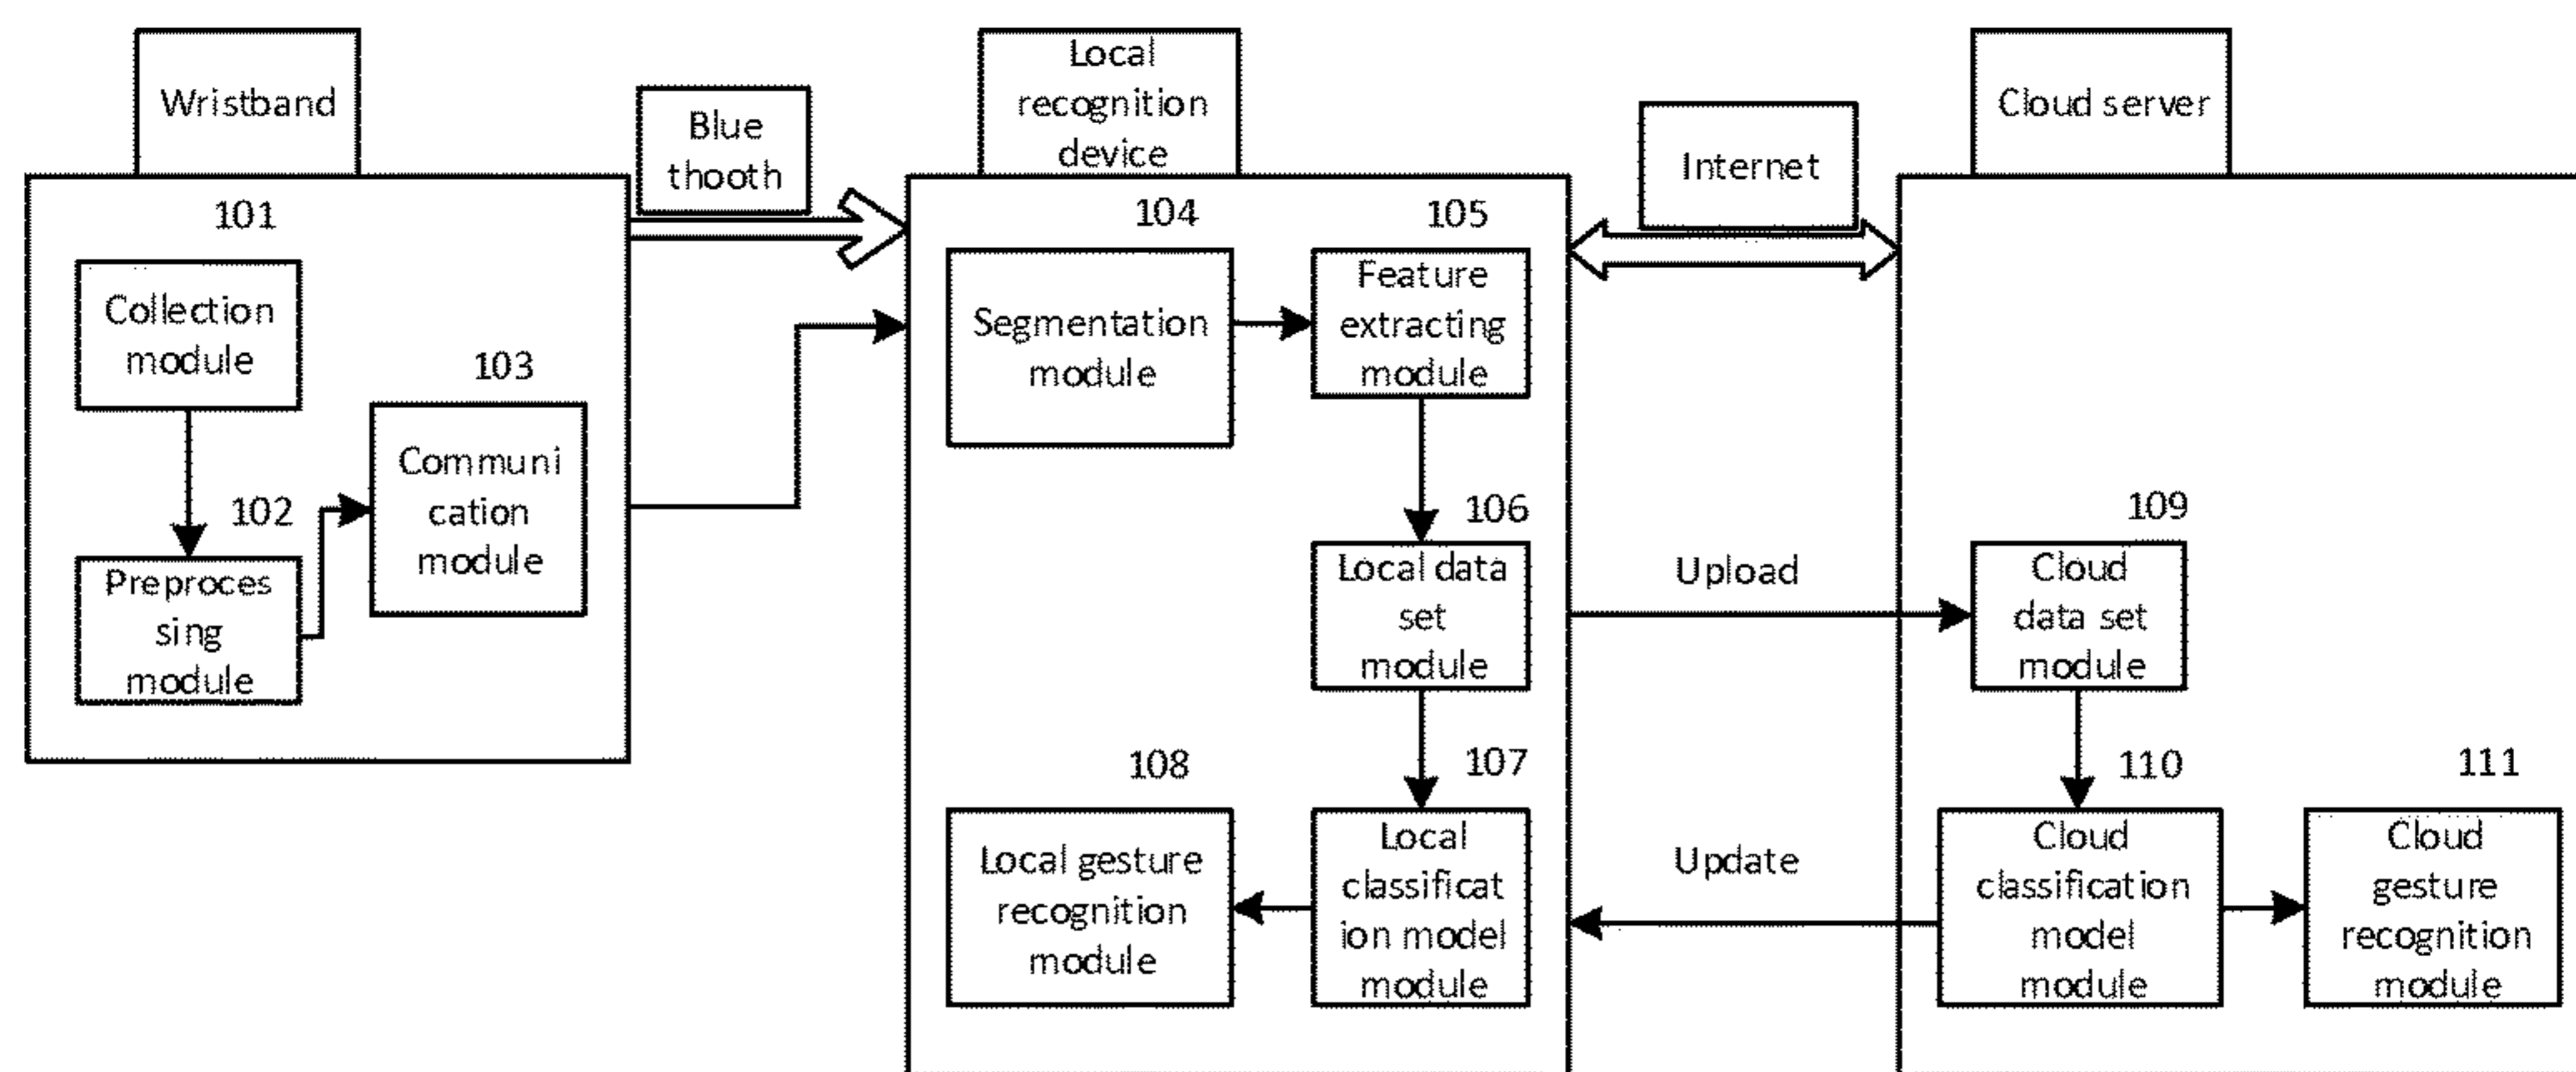 Wristband
101
Collection
module
102
Preproces
sing
module
103
Communi
cation
module
Blue
thooth
Local
recognition
device
104
Segmentation
module
105
Feature
extracting
module
106
Local data
set
module
107
Local
classificat
ion model
module
108
Local gesture
recognition
module
Internet
Upload
Update
Cloud server
109
Cloud
data set
module
110
Cloud
classification
model
module
111
Cloud
gesture
recognition
module